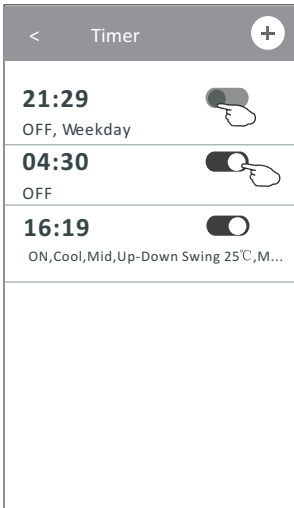 < Timer +
21:29
OFF, Weekday
04:30
OFF
16:19
ON,Cool,Mid,Up-Down Swing 25℃,M...